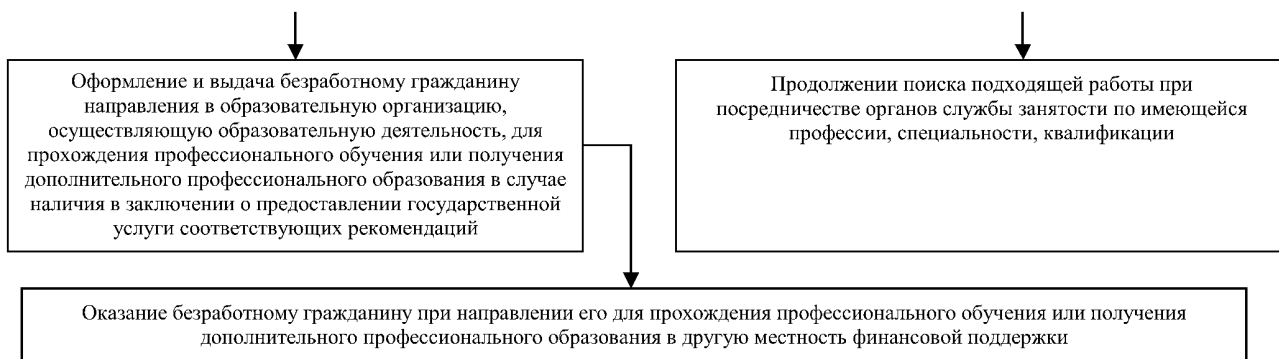 Оформление и выдача безработному гражданину
направления в образовательную организацию,
осуществляющую образовательную деятельность, для
прохождения профессионального обучения или получения
дополнительного профессионального образования в случае
наличия в заключении о предоставлении государственной
услуги соответствующих рекомендаций
Продолжении поиска подходящей работы при
посредничестве органов службы занятости по имеющейся
профессии, специальности, квалификации
Оказание безработному гражданину при направлении его для прохождения профессионального обучения или получения
дополнительного профессионального образования в другую местность финансовой поддержки